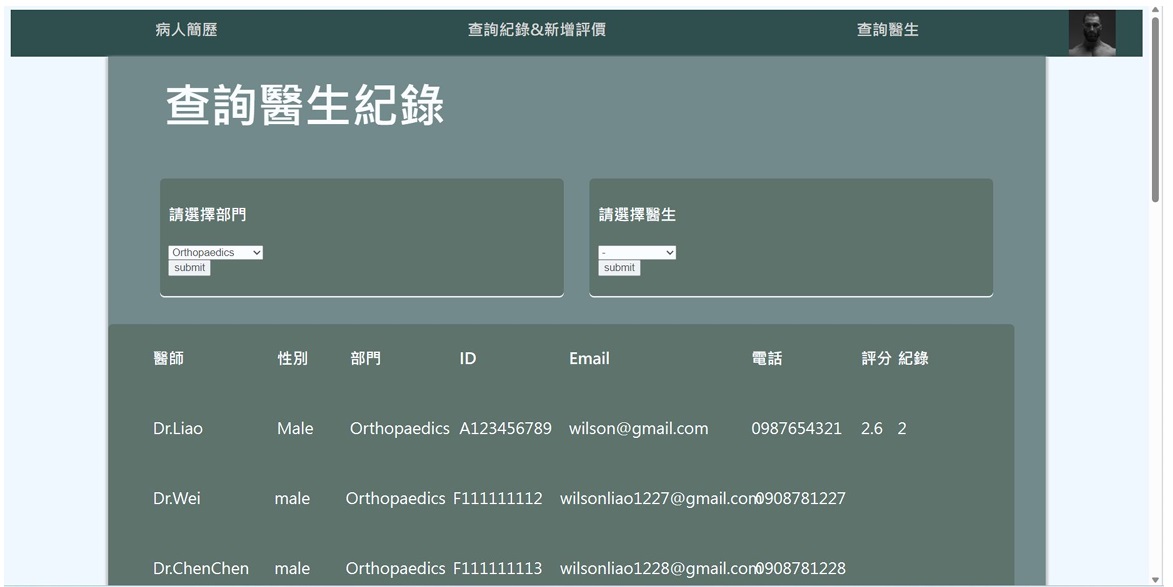 病人簡歷 查詢紀錄&新增評價 查詢醫生
查詢醫生紀錄
請選擇部門
Orthopaedics
submit
請選擇醫生
-
submit
醫師 性別 部門 ID Email 電話 評分 紀錄
Dr.Liao Male Orthopaedics A123456789 wilson@gmail.com 0987654321 2.6 2
Dr.Wei male Orthopaedics F111111112 wilsonliao1227@gmail.com 0908781227
Dr.ChenChen male Orthopaedics F111111113 wilsonliao1228@gmail.com 0908781228